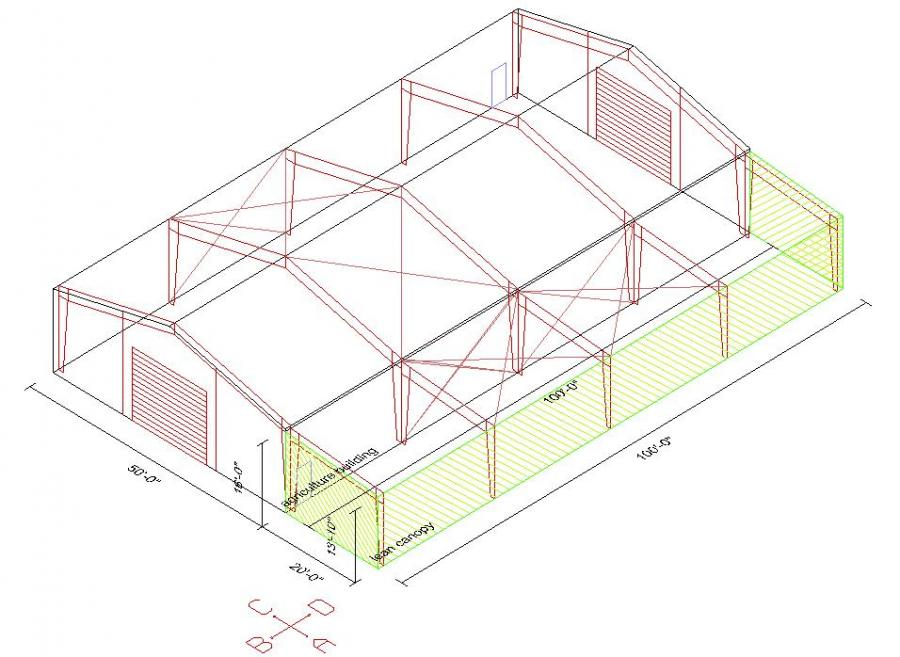 100'-0"
100'-0"
50'-0"
16'-0"
agriculture building
13'-10"
lean canopy
20'-0"
C D
B A